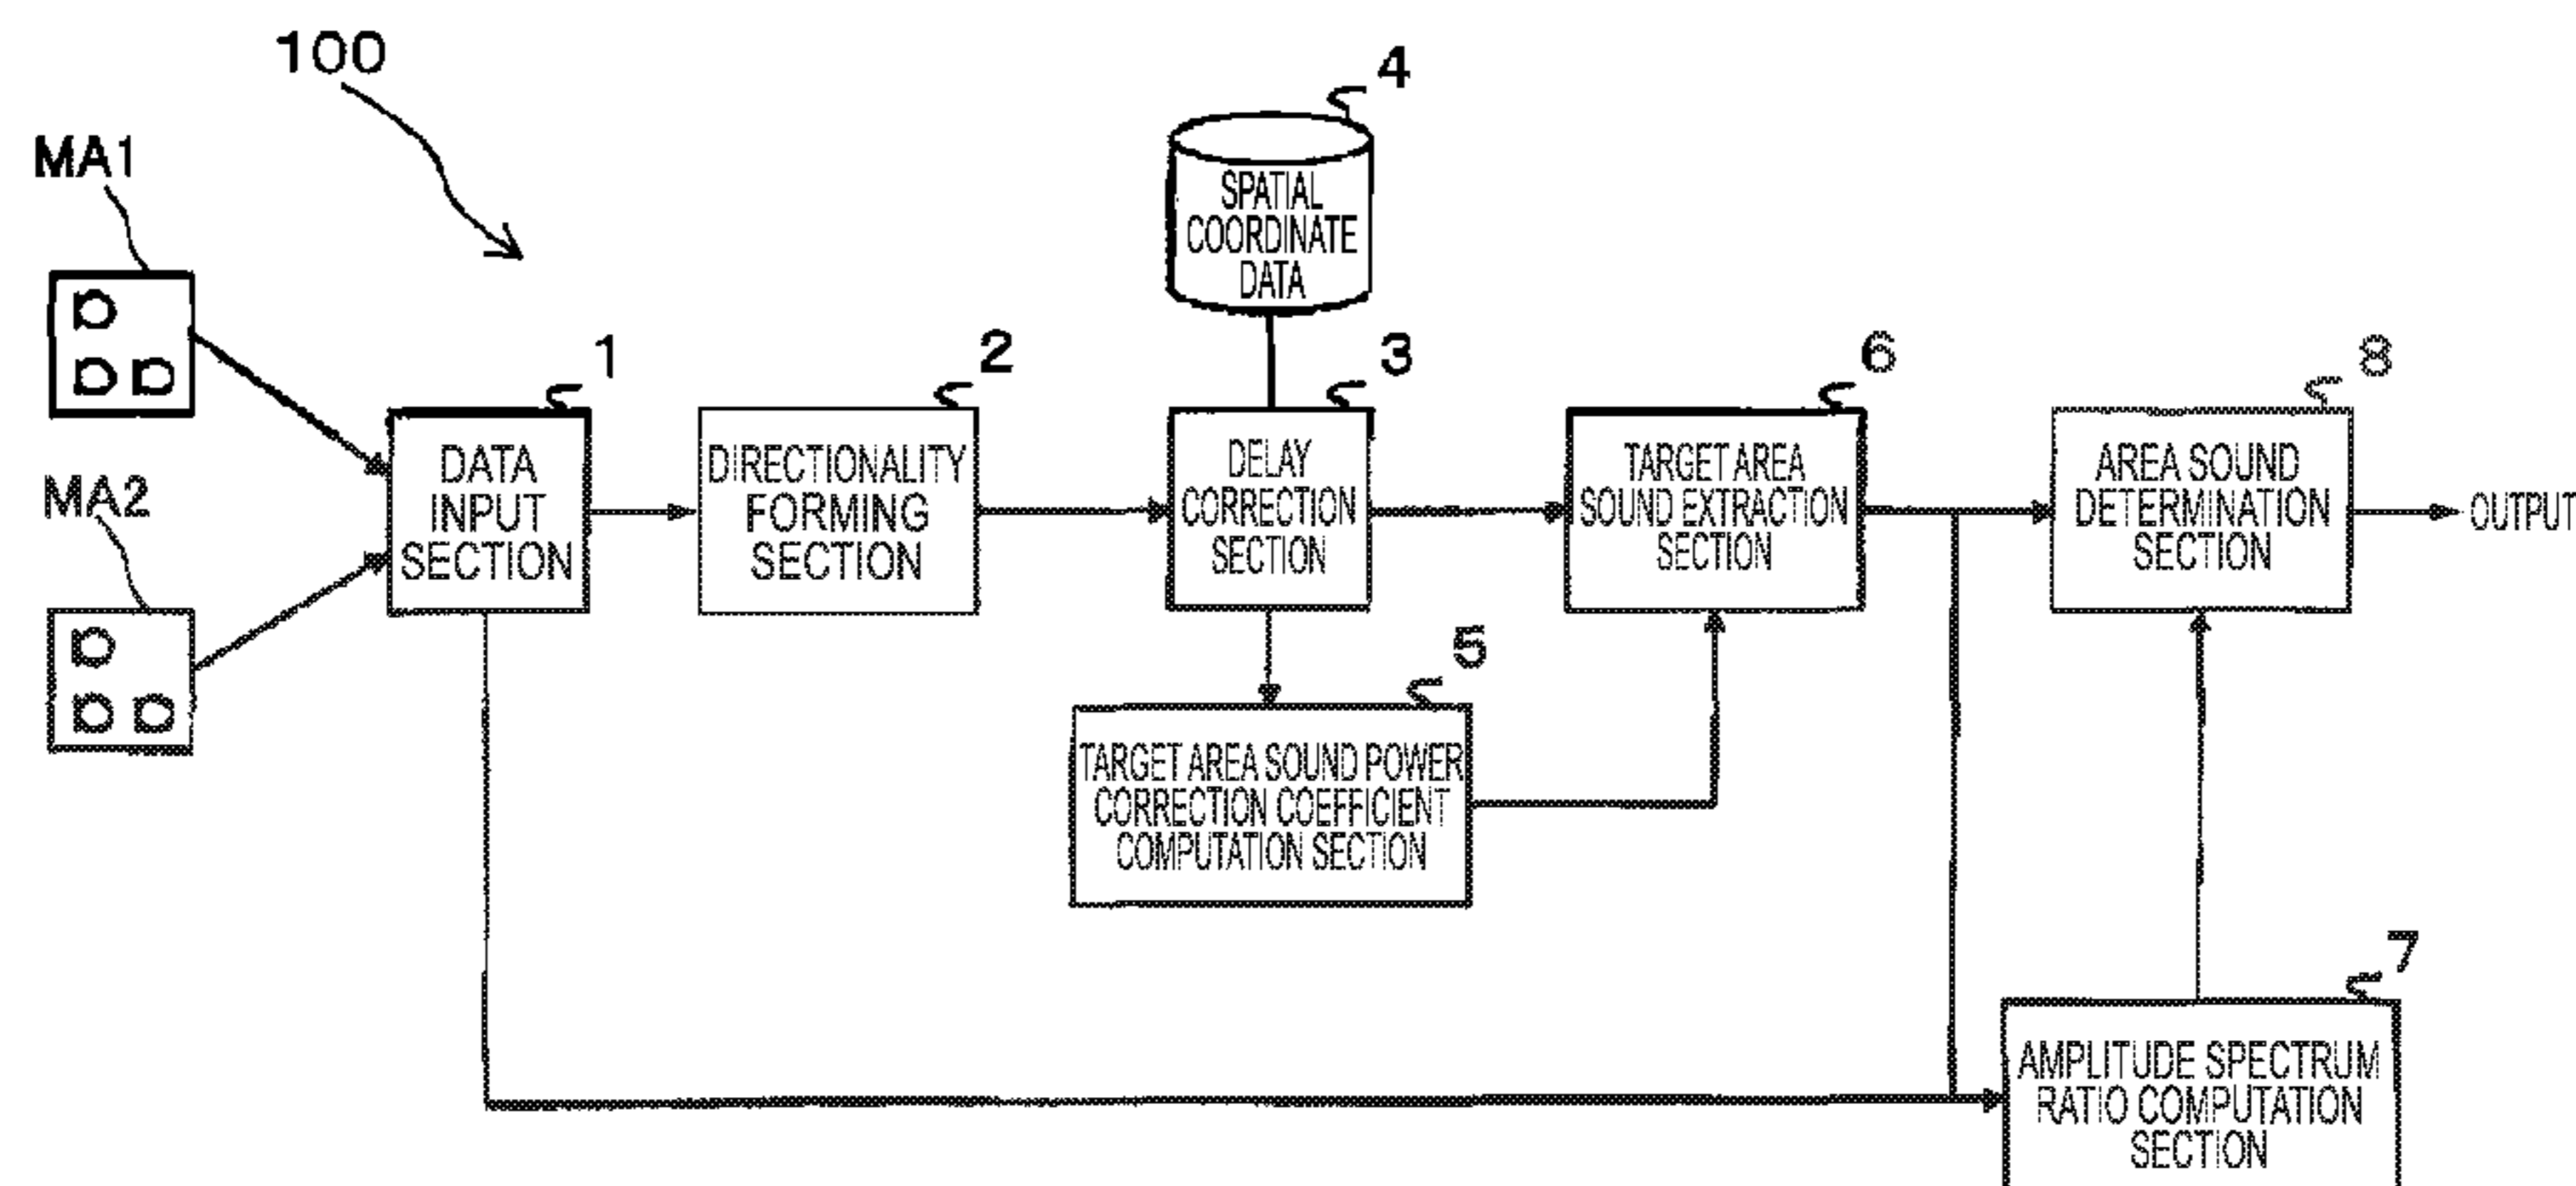 100
MA1
MA2
4
SPATIAL
COORDINATE
DATA
1
DATA
INPUT
SECTION
2
DIRECTIONALITY
FORMING
SECTION
3
DELAY
CORRECTION
SECTION
6
TARGET AREA
SOUND EXTRACTION
SECTION
8
AREA SOUND
DETERMINATION
SECTION
OUTPUT
5
TARGET AREA SOUND POWER
CORRECTION COEFFICIENT
COMPUTATION SECTION
7
AMPLITUDE SPECTRUM
RATIO COMPUTATION
SECTION